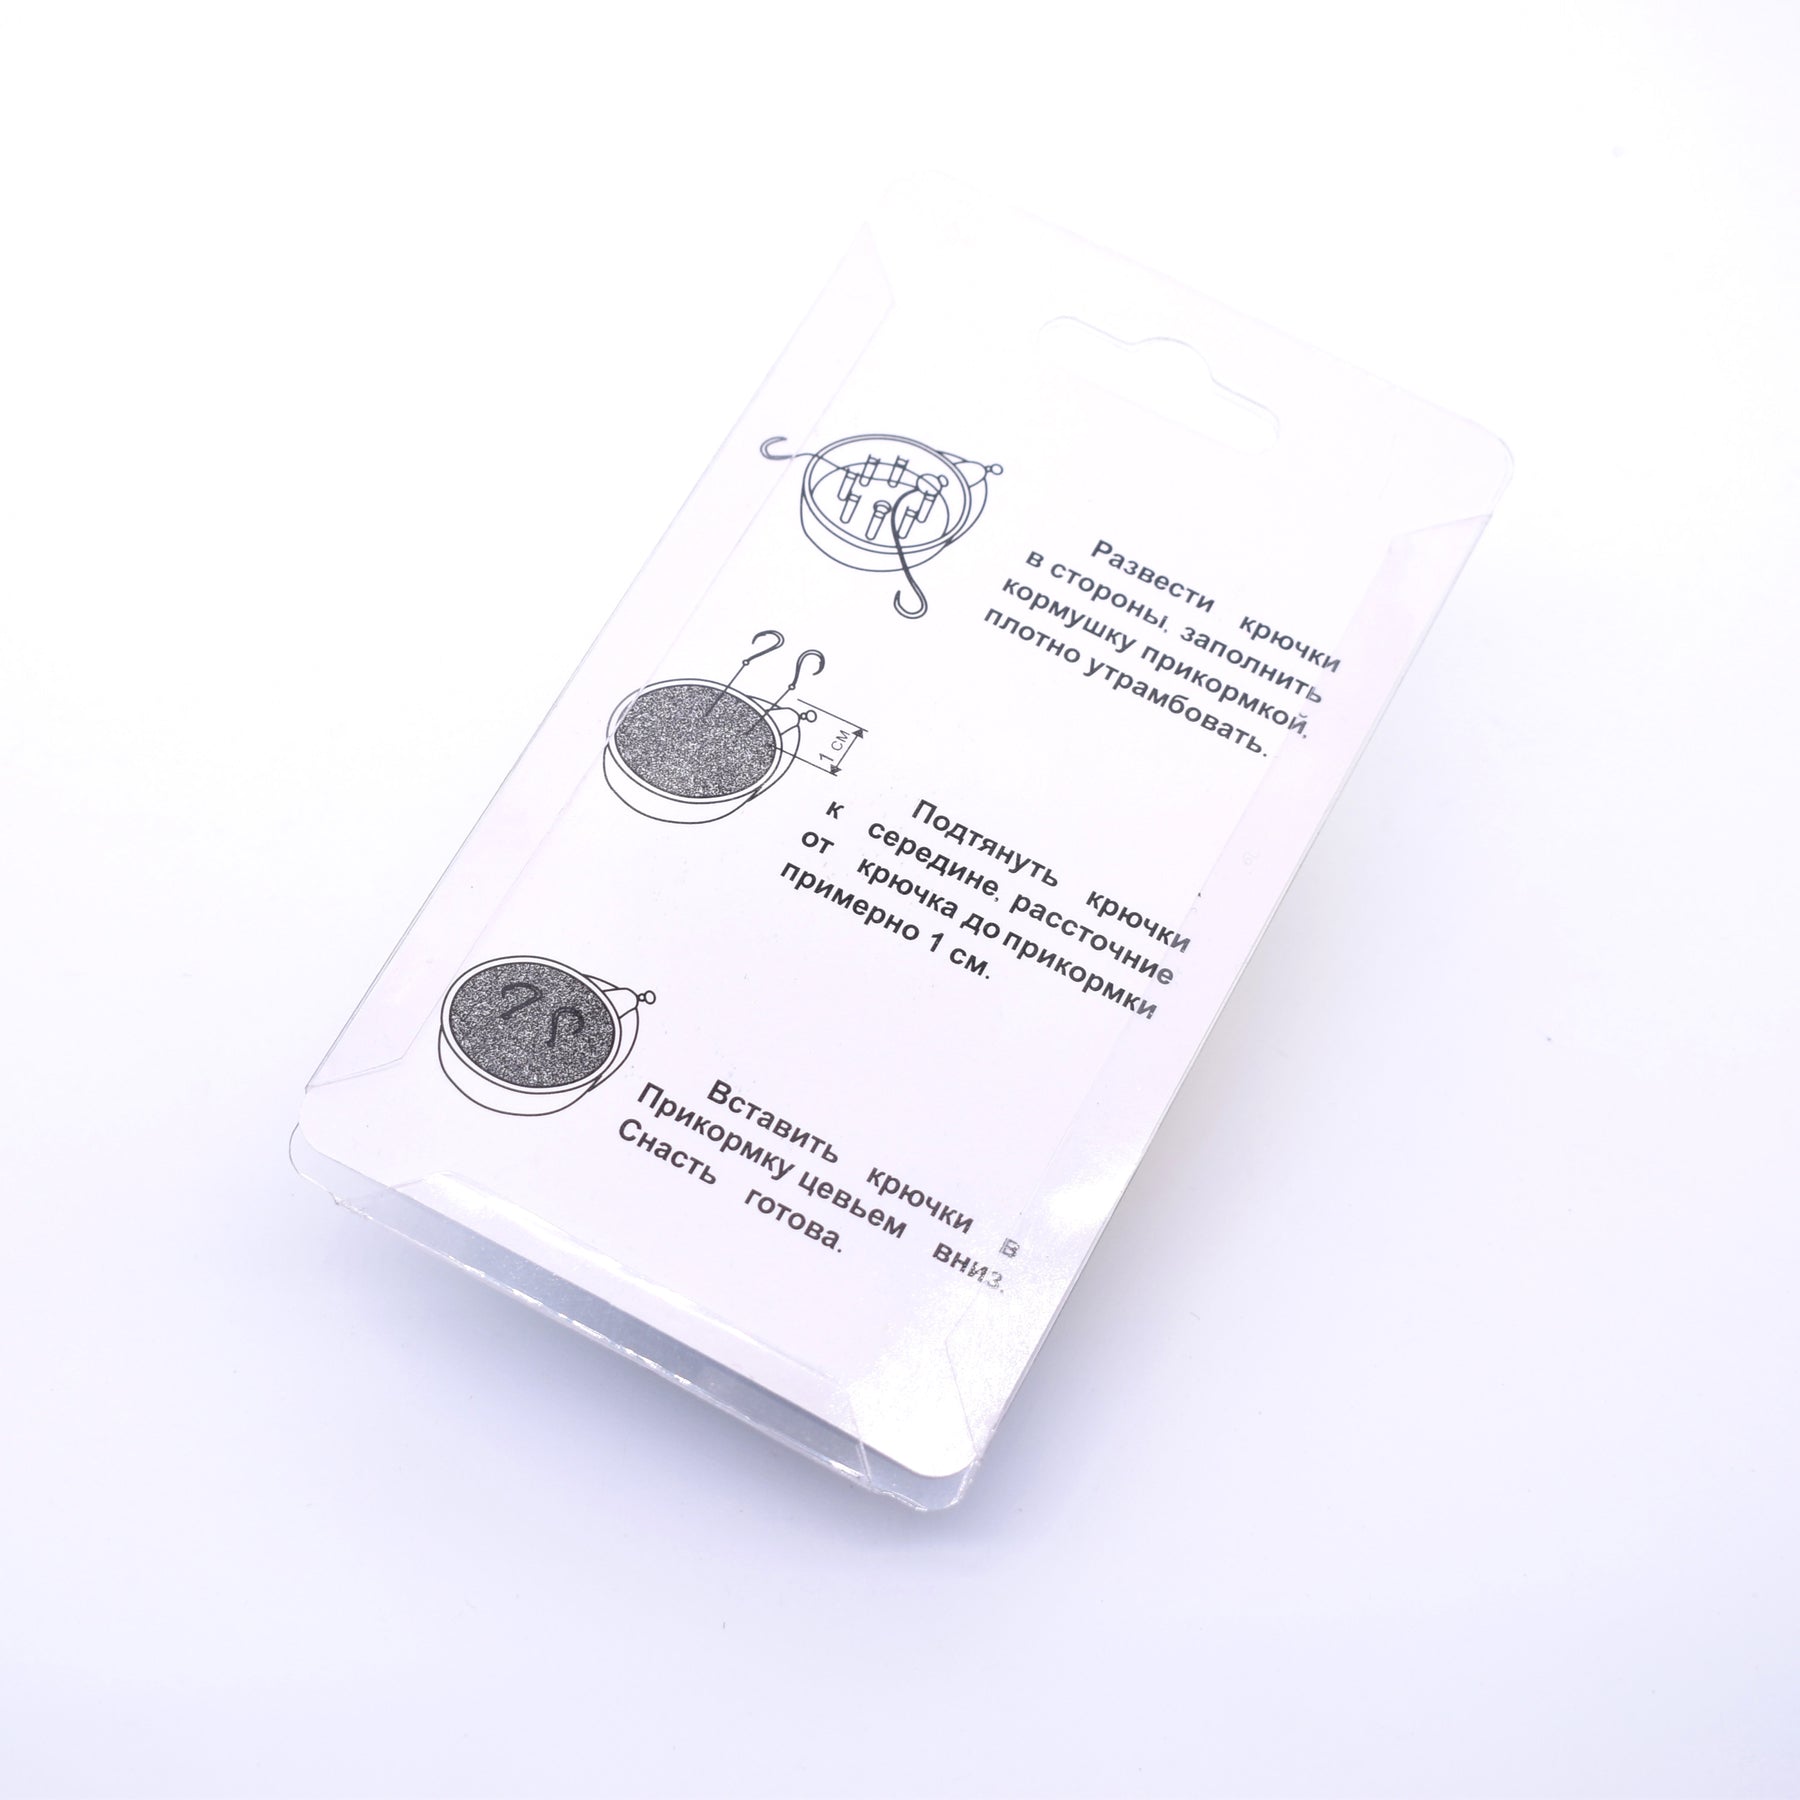 Развести крючки
в стороны, заполнить
кормушку прикормкой,
плотно утрамбовать.
1 см
Подтянуть крючки
к середине, рассточние
от крючка до прикормки
примерно 1 см.
Вставить крючки в
Прикормку цевьем вниз.
Снасть готова.